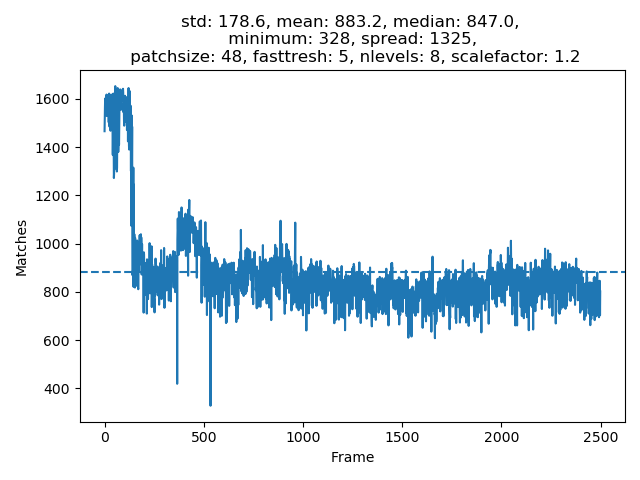 std: 178.6, mean: 883.2, median: 847.0,
minimum: 328, spread: 1325,
patchsize: 48, fasttresh: 5, nlevels: 8, scalefactor: 1.2
1600
1400
1200
1000
800
600
400
Matches
0 500 1000 1500 2000 2500
Frame